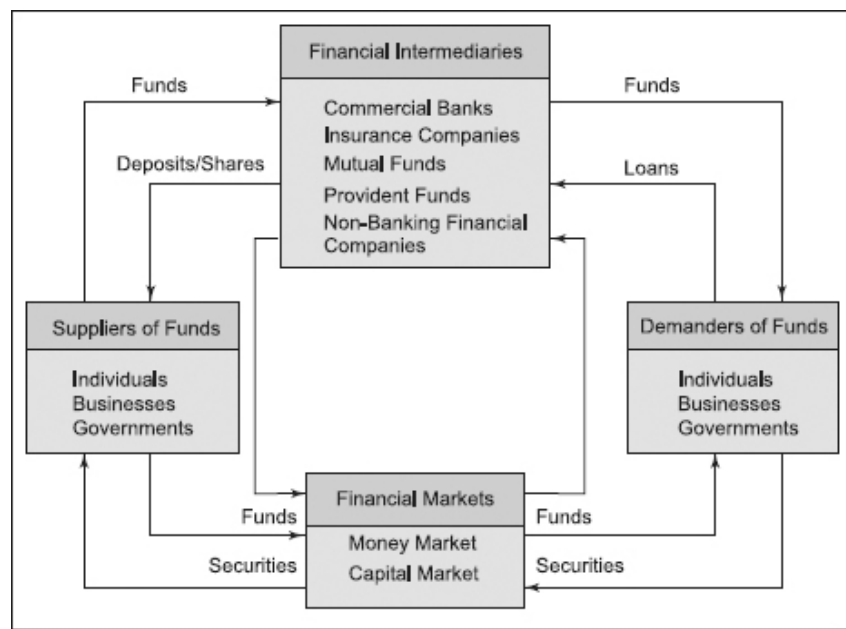 Financial Intermediaries
Funds
Funds
Commercial Banks
Insurance Companies
Deposits/Shares
Mutual Funds
Loans
Provident Funds
Non-Banking Financial
Companies
Suppliers of Funds
Demanders of Funds
Individuals
Businesses
Governments
Individuals
Businesses
Governments
Financial Markets
Funds
Funds
Money Market
Securities
Capital Market
Securities